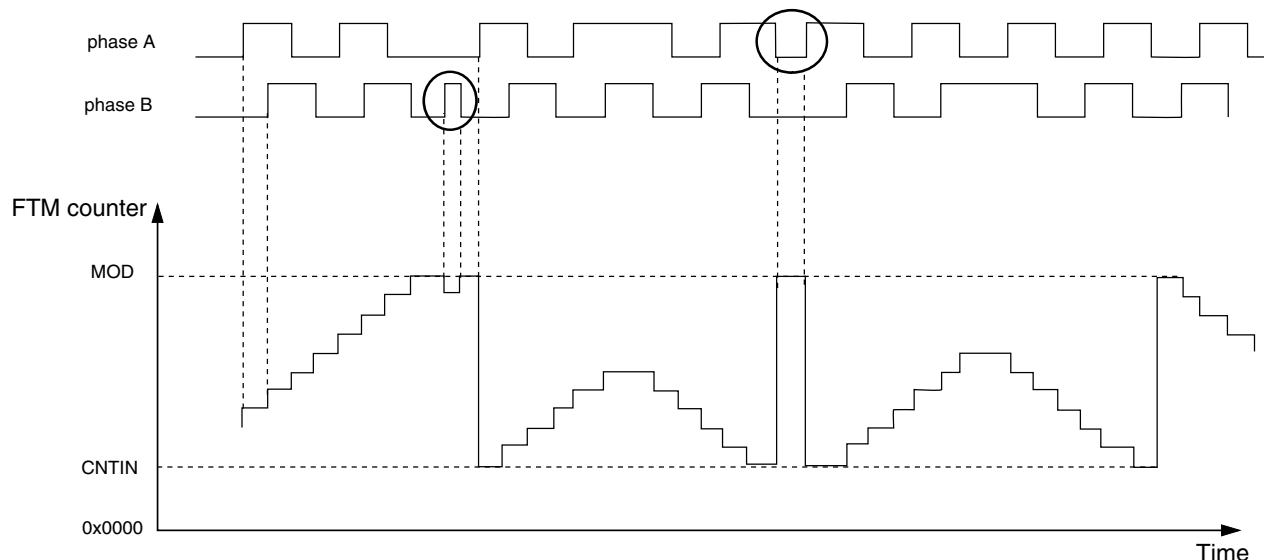 phase A
phase B
FTM counter
MOD
CNTIN
0x0000
Time